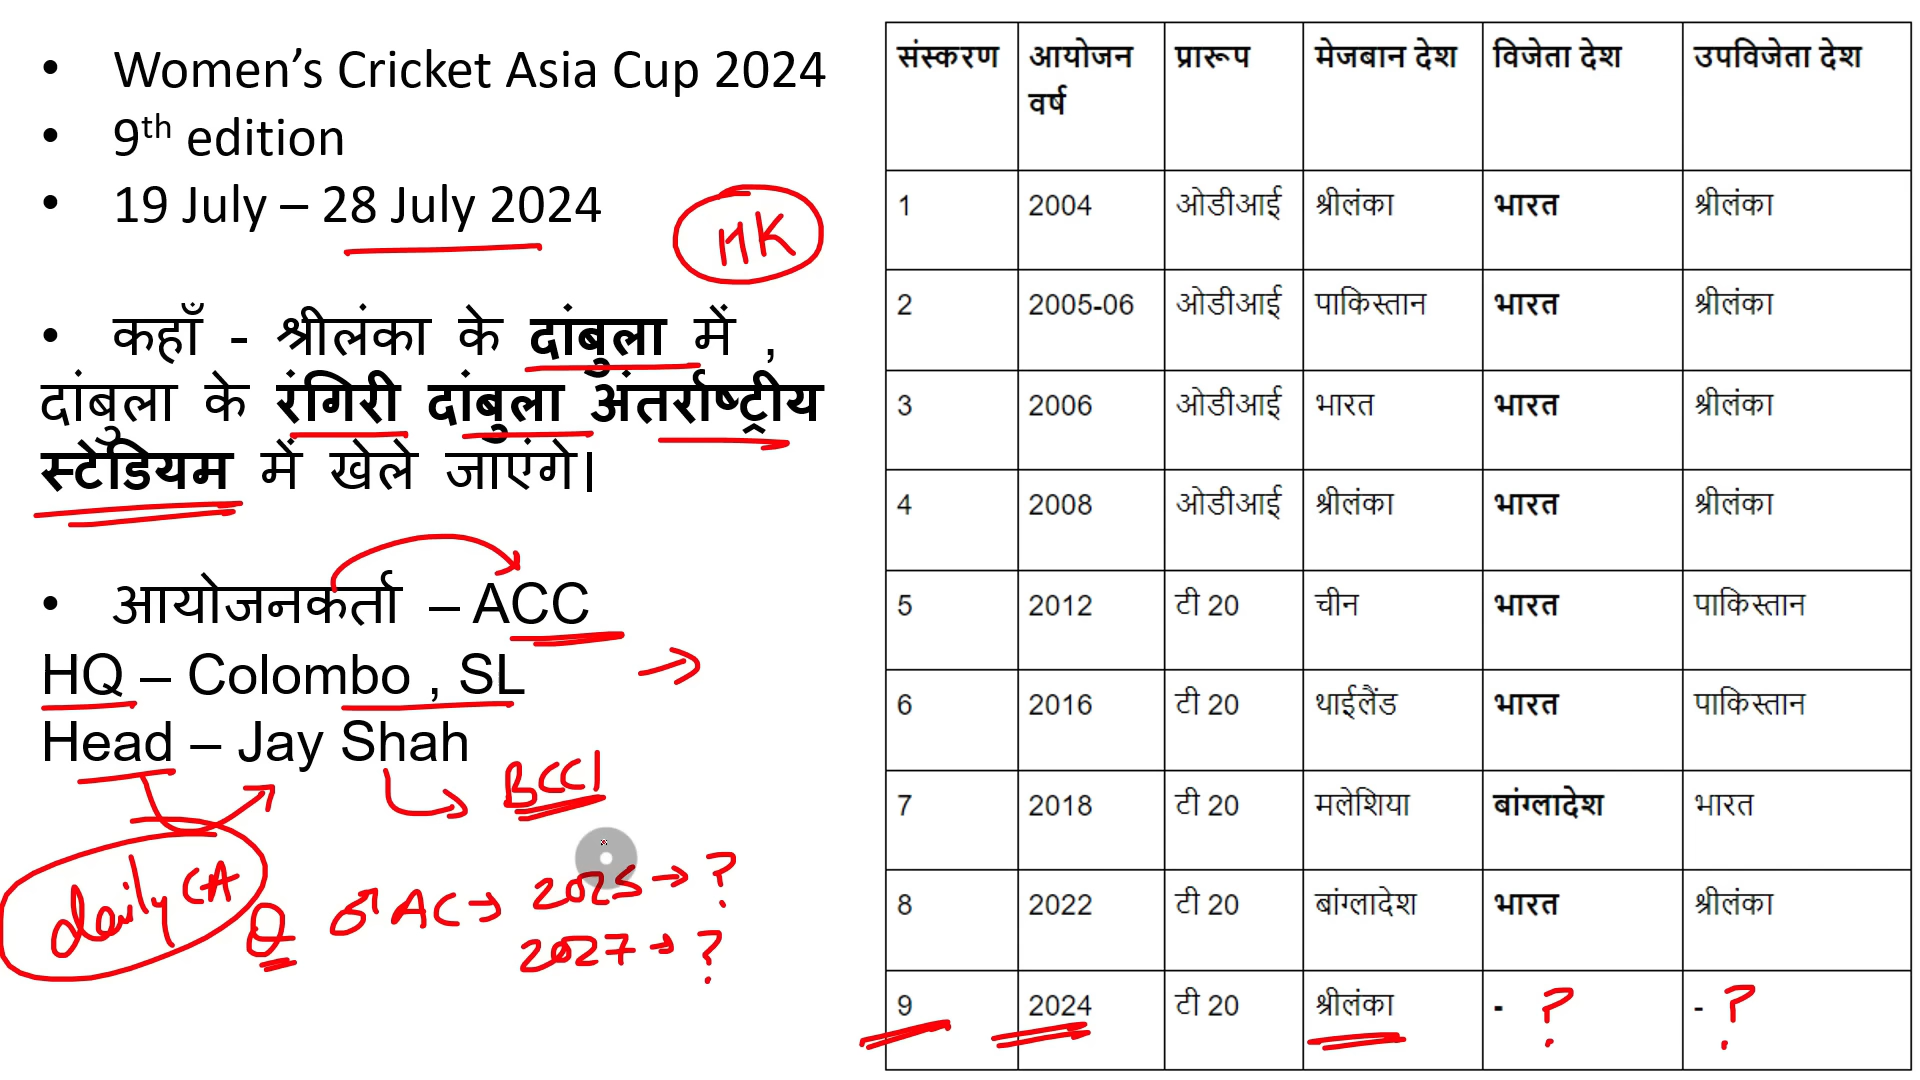 • Women’s Cricket Asia Cup 2024
• 9th edition
• 19 July – 28 July 2024
HK
• कहाँ - श्रीलंका के दांबुला में ,
दांबुला के रंगिरी दांबुला अंतर्राष्ट्रीय
स्टेडियम में खेले जाएंगे।
• आयोजनकर्ता – ACC
HQ – Colombo , SL
Head – Jay Shah
BCCI
daily CA
Q ♂ AC → 2025 → ?
2027 → ?
संस्करण आयोजन वर्ष प्रारूप मेजबान देश विजेता देश उपविजेता देश
1 2004 ओडीआई श्रीलंका भारत श्रीलंका
2 2005-06 ओडीआई पाकिस्तान भारत श्रीलंका
3 2006 ओडीआई भारत भारत श्रीलंका
4 2008 ओडीआई श्रीलंका भारत श्रीलंका
5 2012 टी 20 चीन भारत पाकिस्तान
6 2016 टी 20 थाईलैंड भारत पाकिस्तान
7 2018 टी 20 मलेशिया बांग्लादेश भारत
8 2022 टी 20 बांग्लादेश भारत श्रीलंका
9 2024 टी 20 श्रीलंका - ? - ?